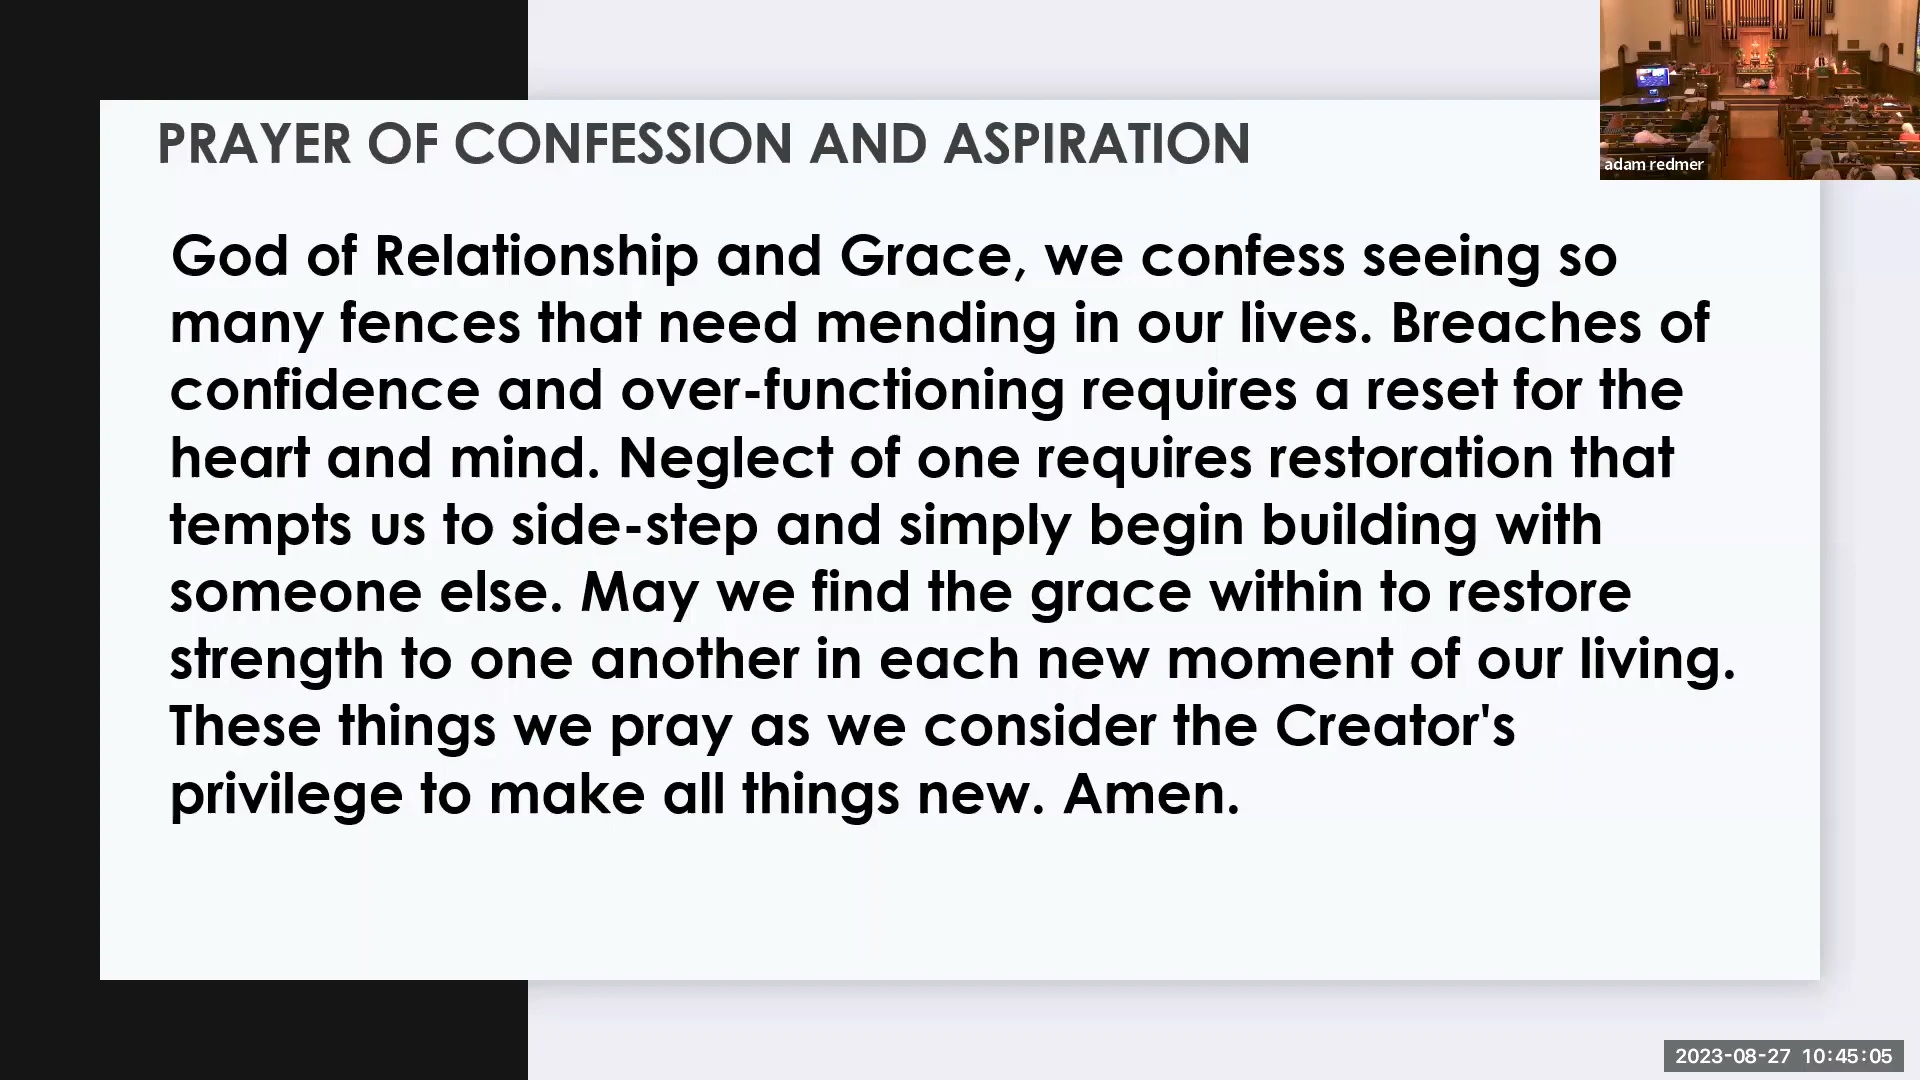 PRAYER OF CONFESSION AND ASPIRATION
adam redmer
God of Relationship and Grace, we confess seeing so
many fences that need mending in our lives. Breaches of
confidence and over-functioning requires a reset for the
heart and mind. Neglect of one requires restoration that
tempts us to side-step and simply begin building with
someone else. May we find the grace within to restore
strength to one another in each new moment of our living.
These things we pray as we consider the Creator's
privilege to make all things new. Amen.
2023-08-27 10:45:05